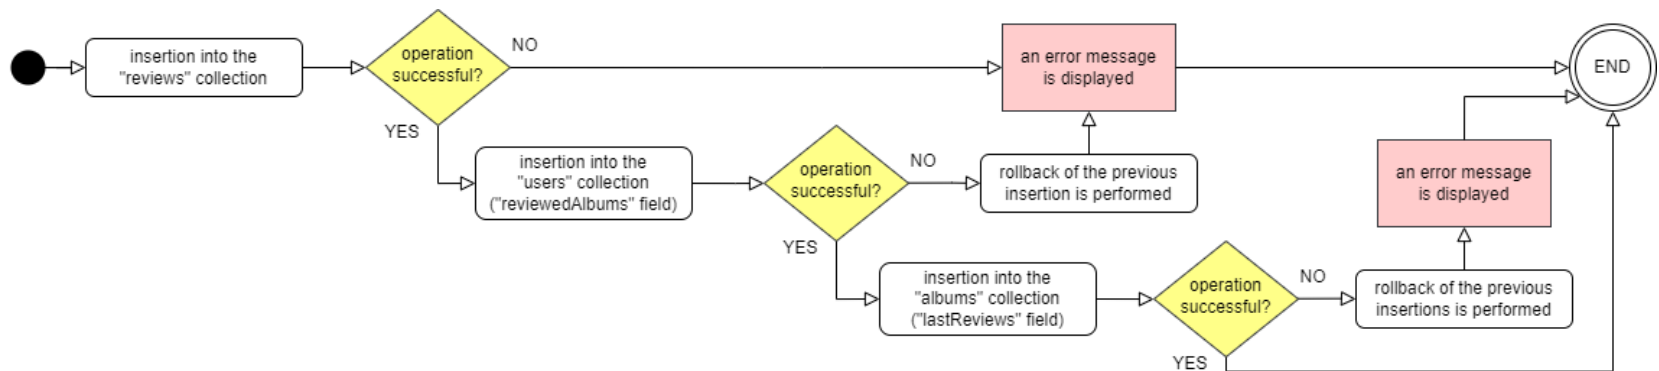 insertion into the
"reviews" collection
operation
successful?
NO
an error message
is displayed
END
YES
insertion into the
"users" collection
("reviewedAlbums" field)
operation
successful?
NO
rollback of the previous
insertion is performed
an error message
is displayed
YES
insertion into the
"albums" collection
("lastReviews" field)
operation
successful?
NO
rollback of the previous
insertions is performed
YES